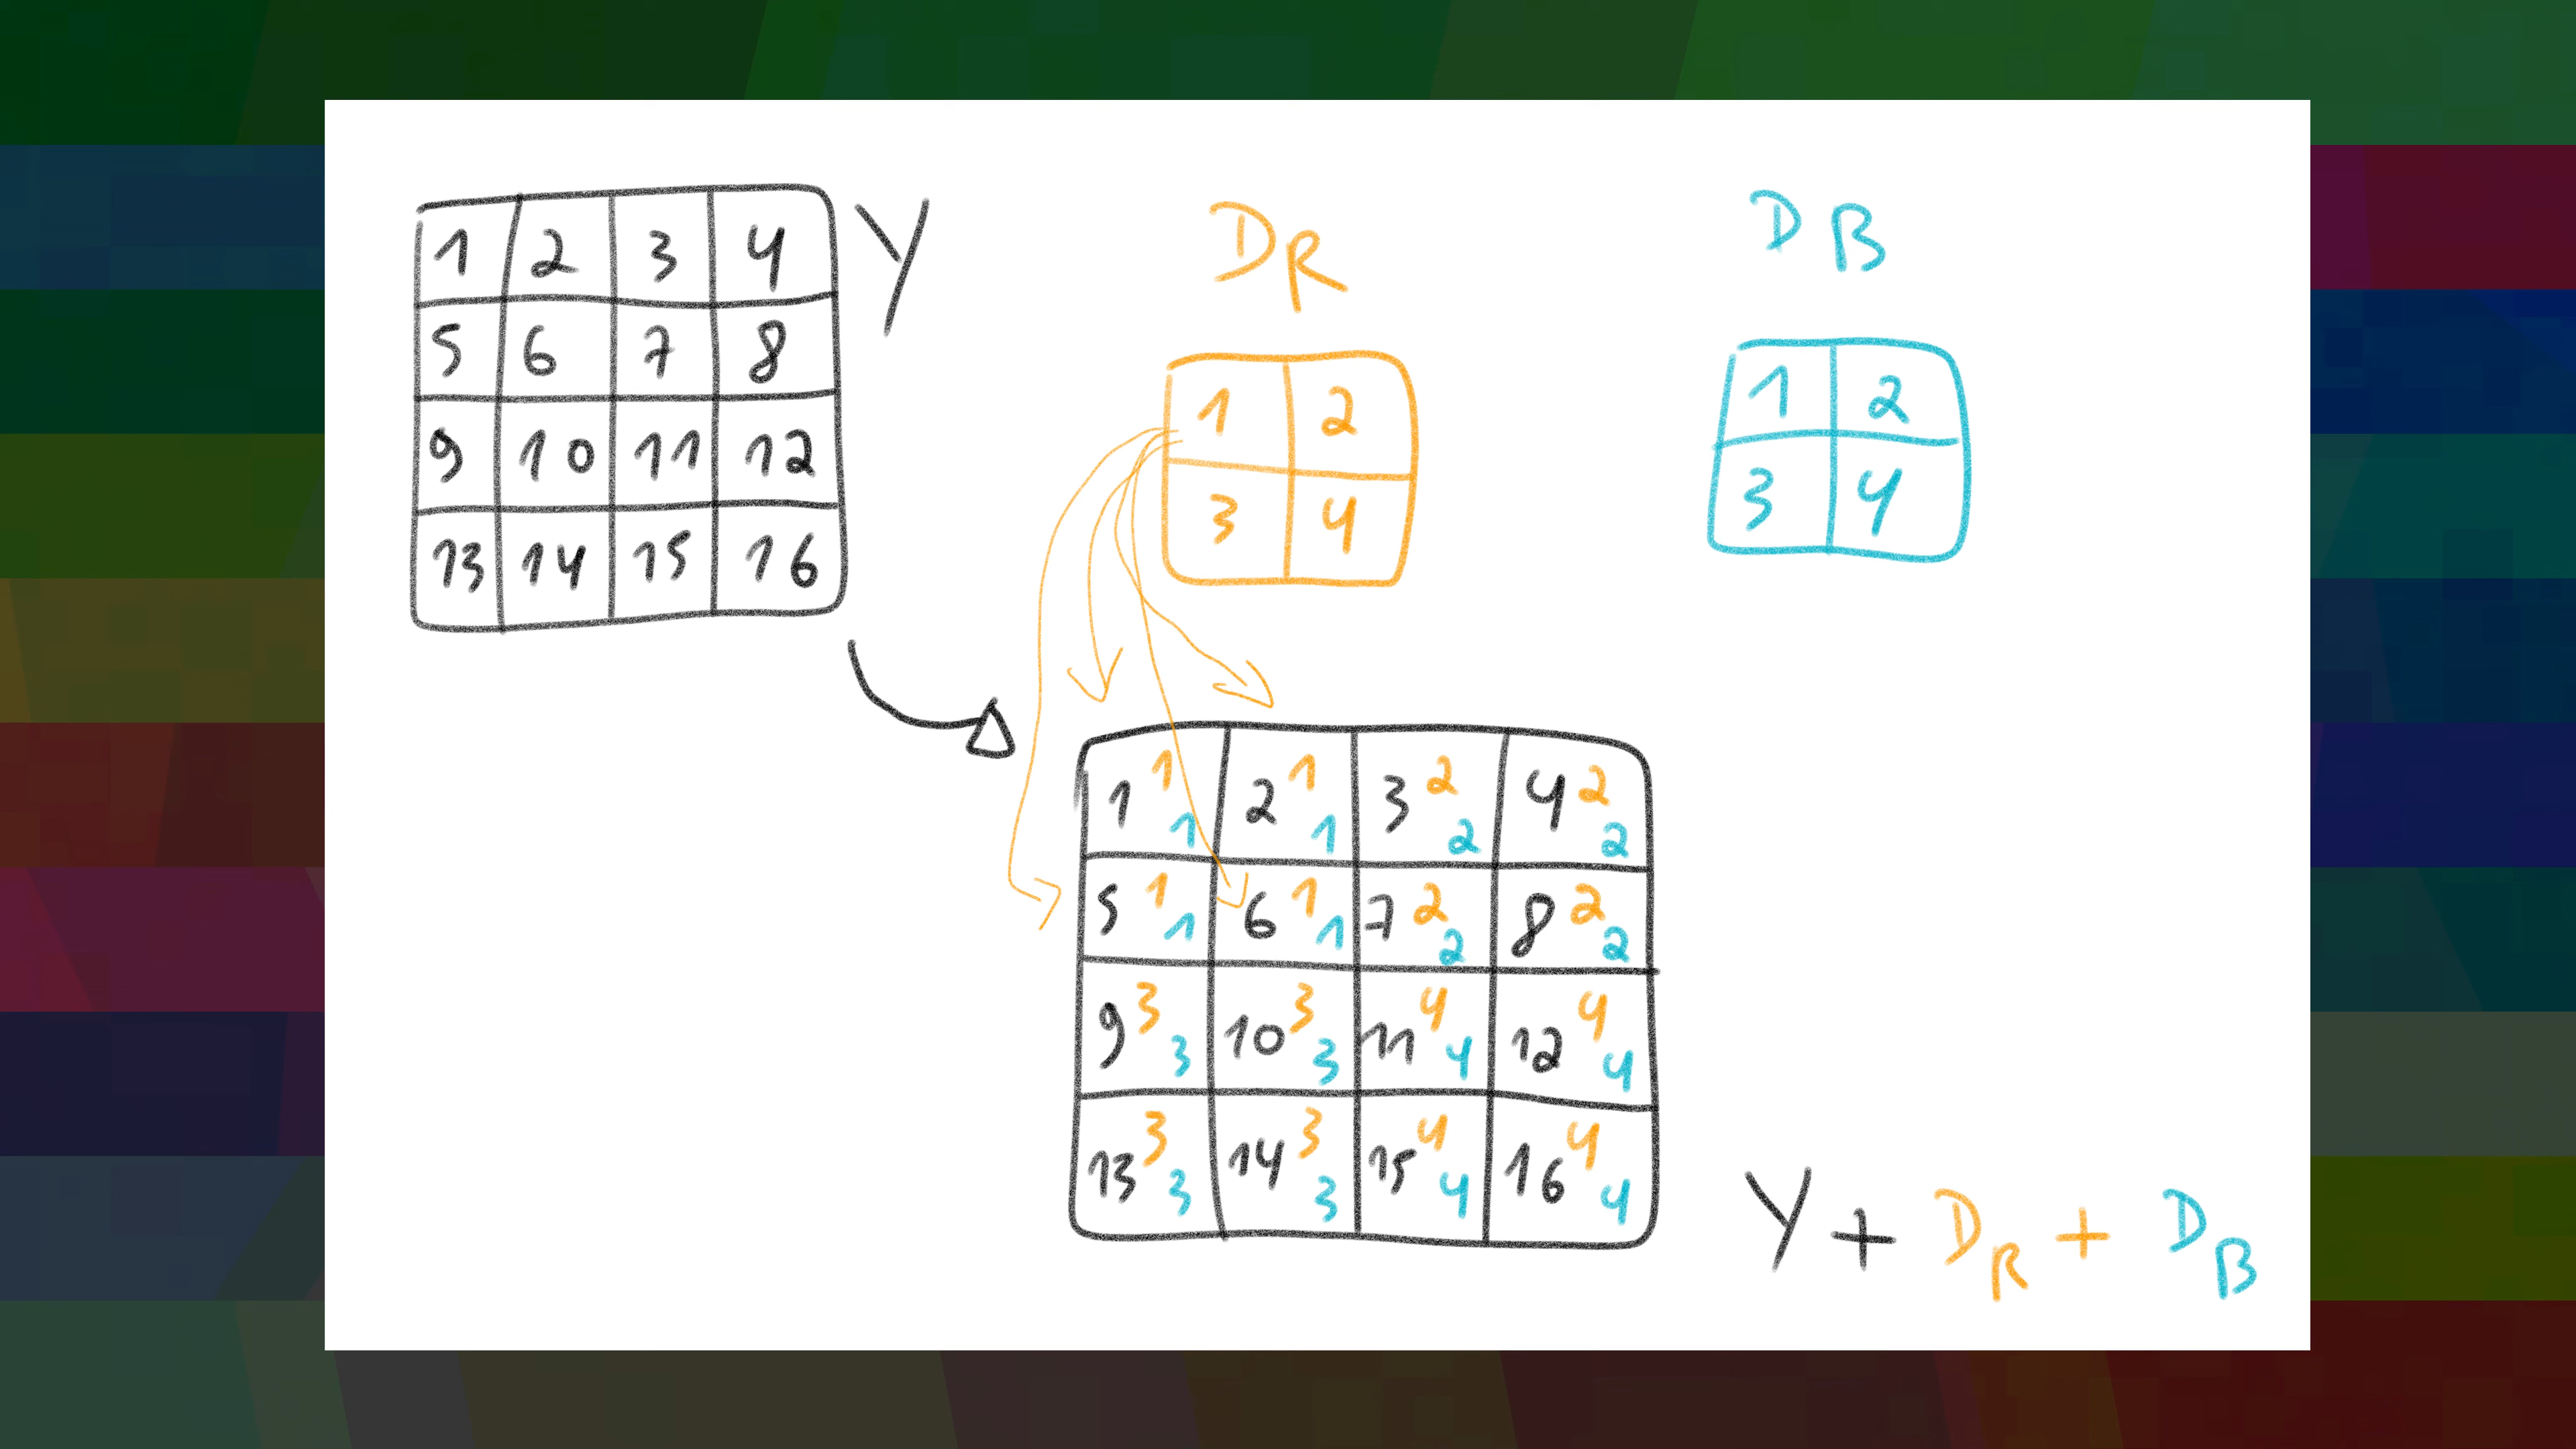 1 2 3 4
5 6 7 8
9 10 11 12
13 14 15 16
Y
DR
1 2
3 4
DB
1 2
3 4
1 1 1 2 1 1 3 2 2 4 2 2
5 1 1 6 1 1 7 2 2 8 2 2
9 3 3 10 3 3 11 4 4 12 4 4
13 3 3 14 3 3 15 4 4 16 4 4
Y + DR + DB